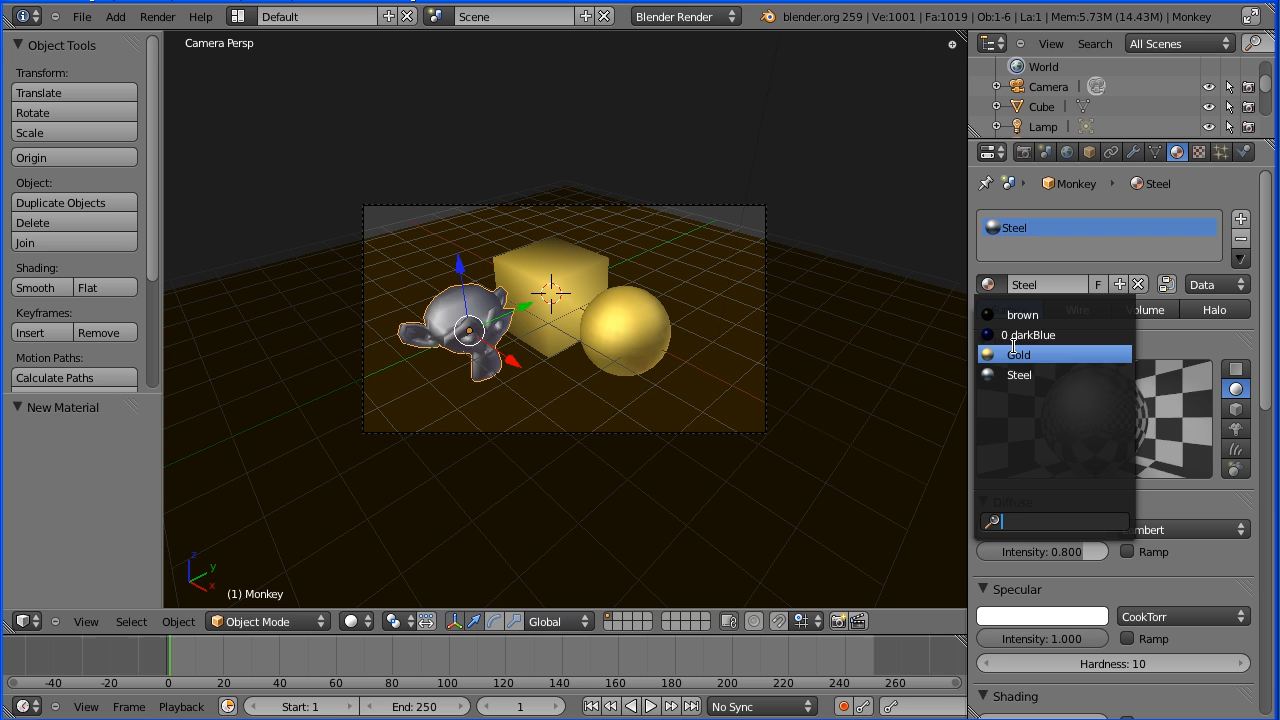 File Add Render Help Default Scene Blender Render blender.org 259 | Ve:1001 | Fa:1019 | Ob:1-6 | La:1 | Mem:5.73M (14.43M) | Monkey
Object Tools
Transform:
Translate
Rotate
Scale
Origin
Object:
Duplicate Objects
Delete
Join
Shading:
Smooth Flat
Keyframes:
Insert Remove
Motion Paths:
Calculate Paths
New Material
Camera Persp
z
y
x
(1) Monkey
View Select Object Object Mode Global
-40 -20 0 20 40 60 80 100 120 140 160 180 200 220 240 260
View Frame Playback Start: 1 End: 250 1 No Sync
View Search All Scenes
World
Camera
Cube
Lamp
Monkey Steel
Steel
Steel F Data
Wire Volume Halo
brown
0 darkBlue
Gold
Steel
Diffuse
Intensity: 0.800 Ramp
Specular
CookTorr
Intensity: 1.000 Ramp
Hardness: 10
Shading